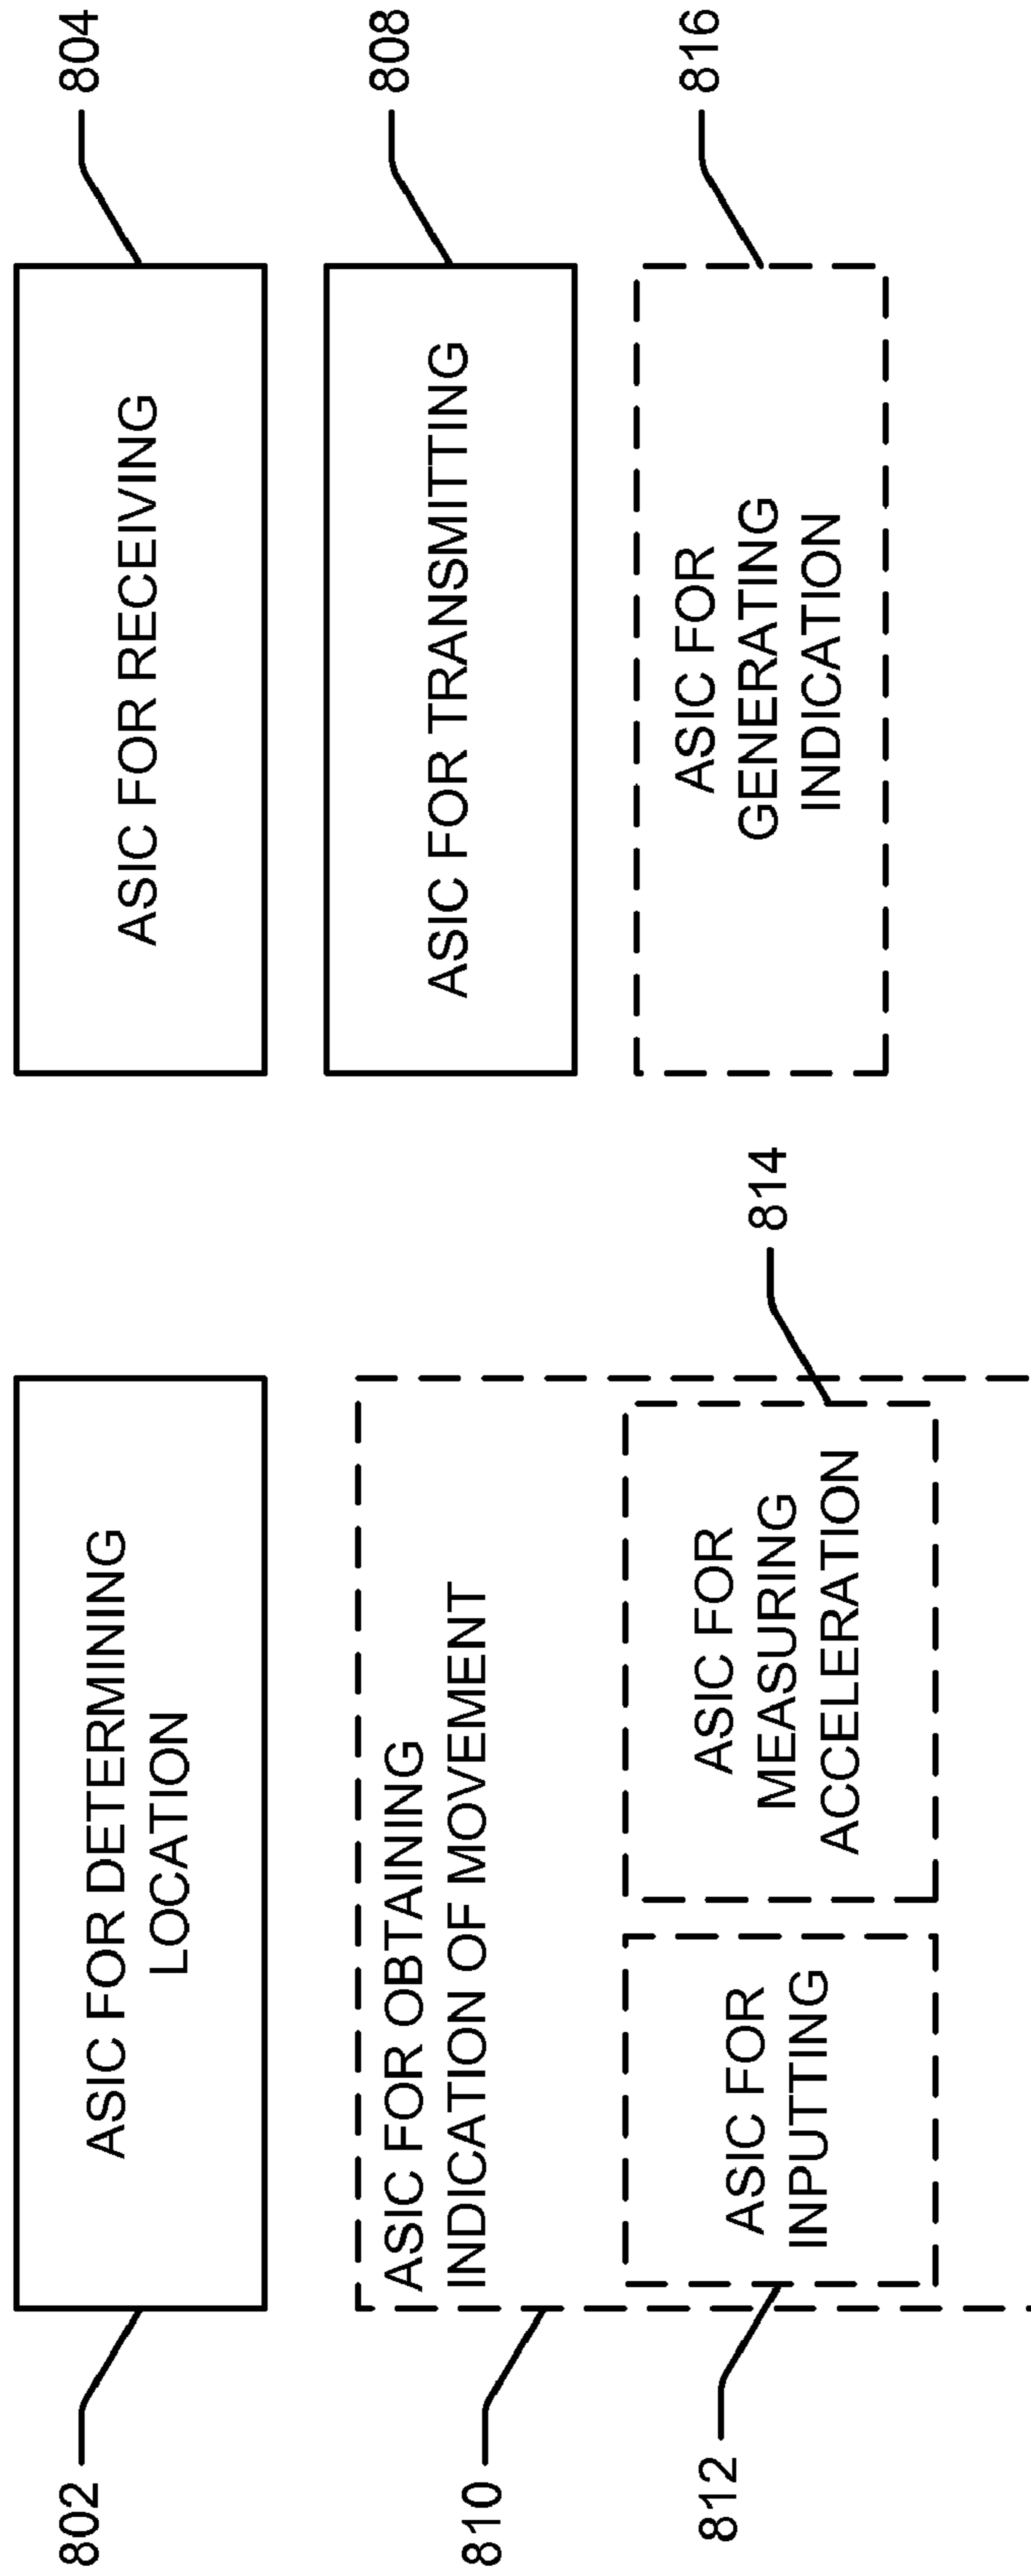 802
ASIC FOR DETERMINING
LOCATION
ASIC FOR RECEIVING
804
ASIC FOR TRANSMITTING
808
810
ASIC FOR OBTAINING
INDICATION OF MOVEMENT
812
ASIC FOR
INPUTTING
ASIC FOR
MEASURING
ACCELERATION
814
ASIC FOR
GENERATING
INDICATION
816